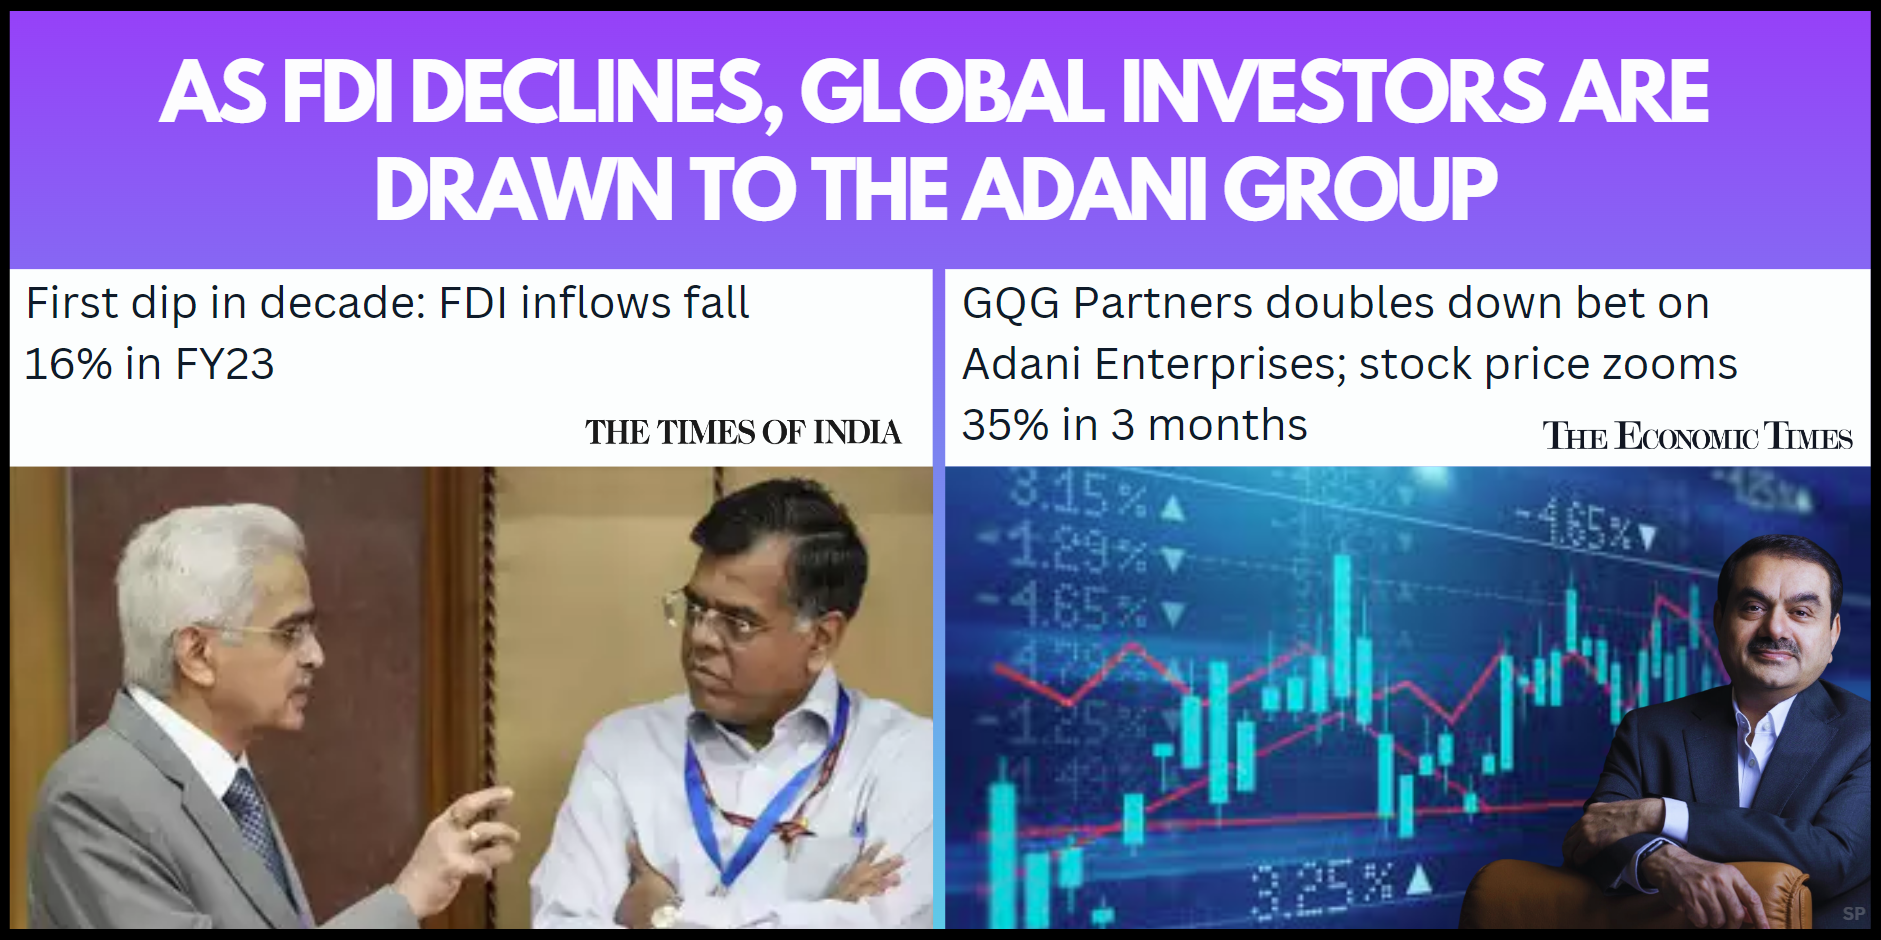 AS FDI DECLINES, GLOBAL INVESTORS ARE
DRAWN TO THE ADANI GROUP
First dip in decade: FDI inflows fall
16% in FY23
THE TIMES OF INDIA
GQG Partners doubles down bet on
Adani Enterprises; stock price zooms
35% in 3 months
THE ECONOMIC TIMES
3.15% ▲
-1.29% ▼
-4.65% ▼
-4.65% ▼
-1.25% ▼
3.25% ▲
SP